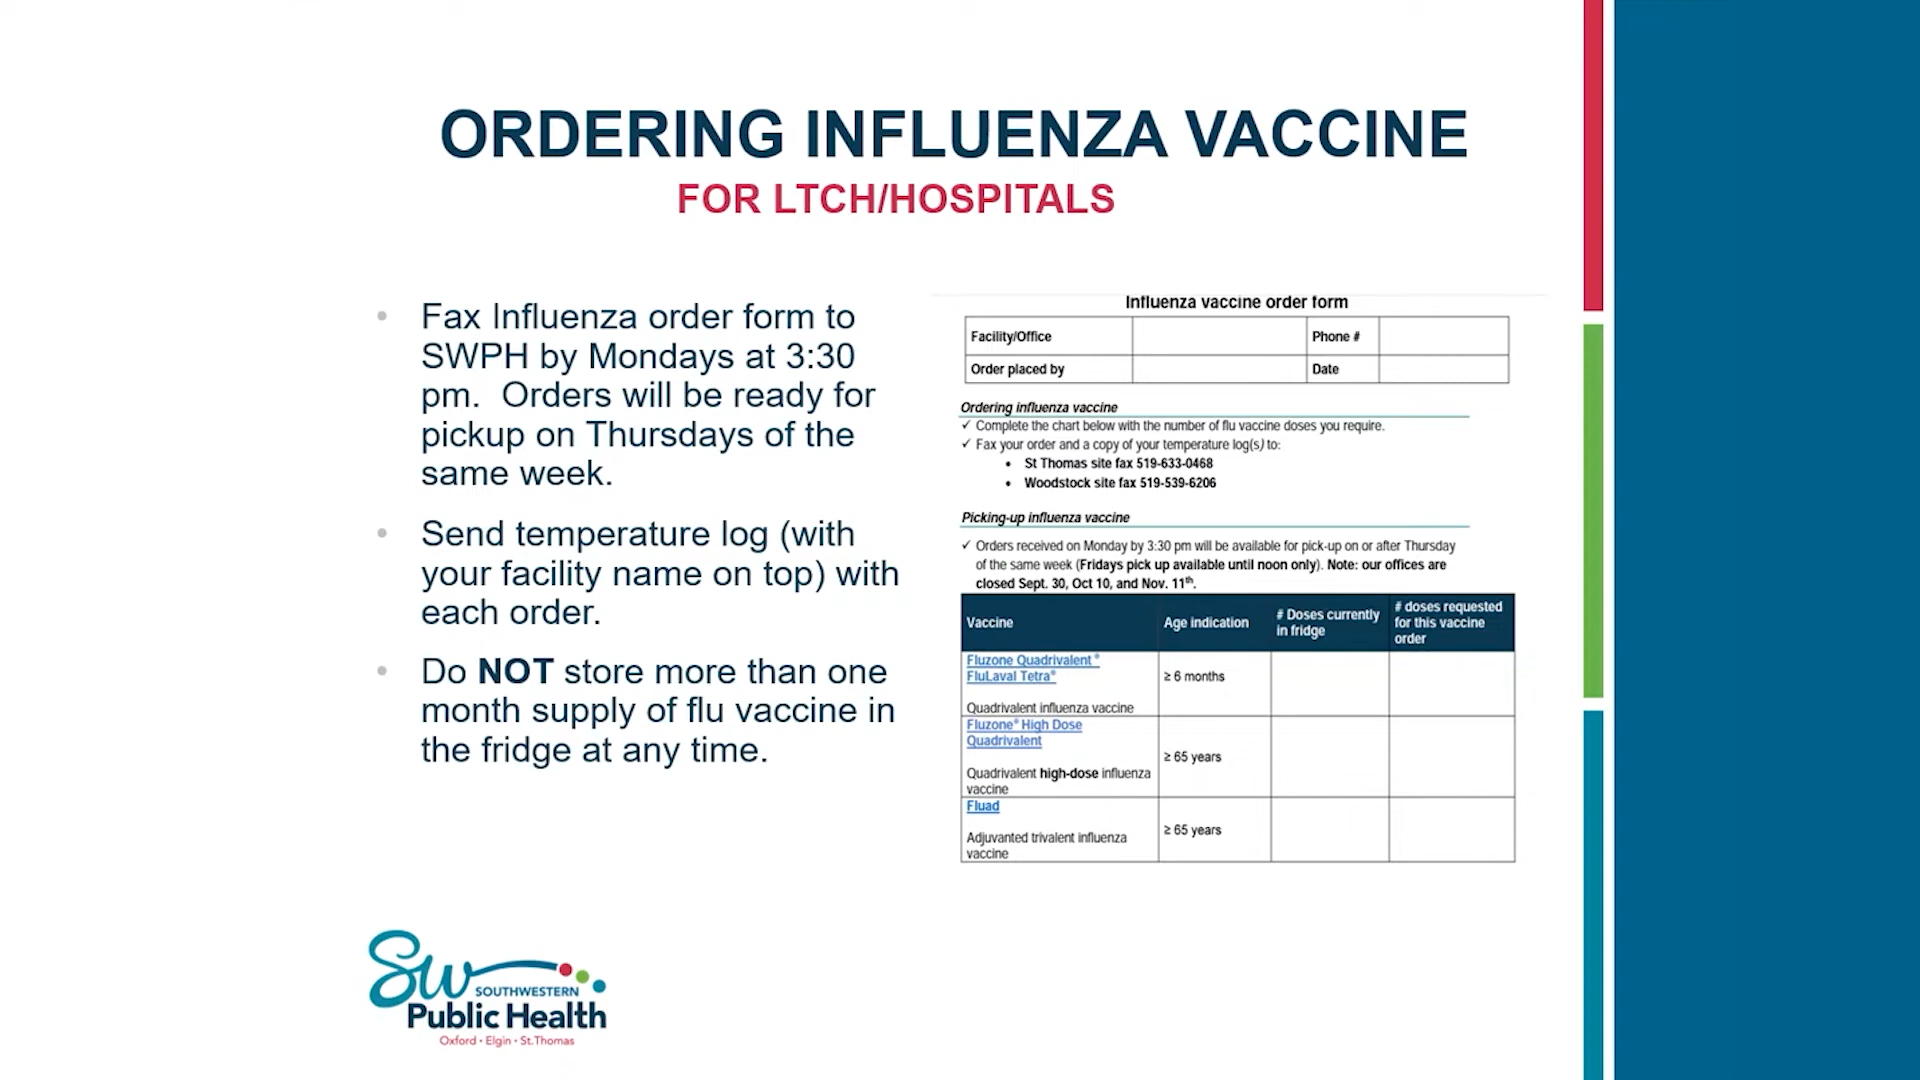 ORDERING INFLUENZA VACCINE
FOR LTCH/HOSPITALS
• Fax Influenza order form to
SWPH by Mondays at 3:30
pm.  Orders will be ready for
pickup on Thursdays of the
same week.
• Send temperature log (with
your facility name on top) with
each order.
• Do NOT store more than one
month supply of flu vaccine in
the fridge at any time.
Influenza vaccine order form
Facility/Office Phone #
Order placed by Date
Ordering influenza vaccine
✓ Complete the chart below with the number of flu vaccine doses you require.
✓ Fax your order and a copy of your temperature log(s) to:
• St Thomas site fax 519-633-0468
• Woodstock site fax 519-539-6206
Picking-up influenza vaccine
✓ Orders received on Monday by 3:30 pm will be available for pick-up on or after Thursday
of the same week (Fridays pick up available until noon only). Note: our offices are
closed Sept. 30, Oct 10, and Nov. 11th.
Vaccine
Age indication
# Doses currently
in fridge
# doses requested
for this vaccine
order
Fluzone Quadrivalent®
FluLaval Tetra®
Quadrivalent influenza vaccine
≥ 6 months
Fluzone® High Dose
Quadrivalent
Quadrivalent high-dose influenza
vaccine
≥ 65 years
Fluad
Adjuvanted trivalent influenza
vaccine
≥ 65 years
SW
SOUTHWESTERN
Public Health
Oxford • Elgin • St.Thomas